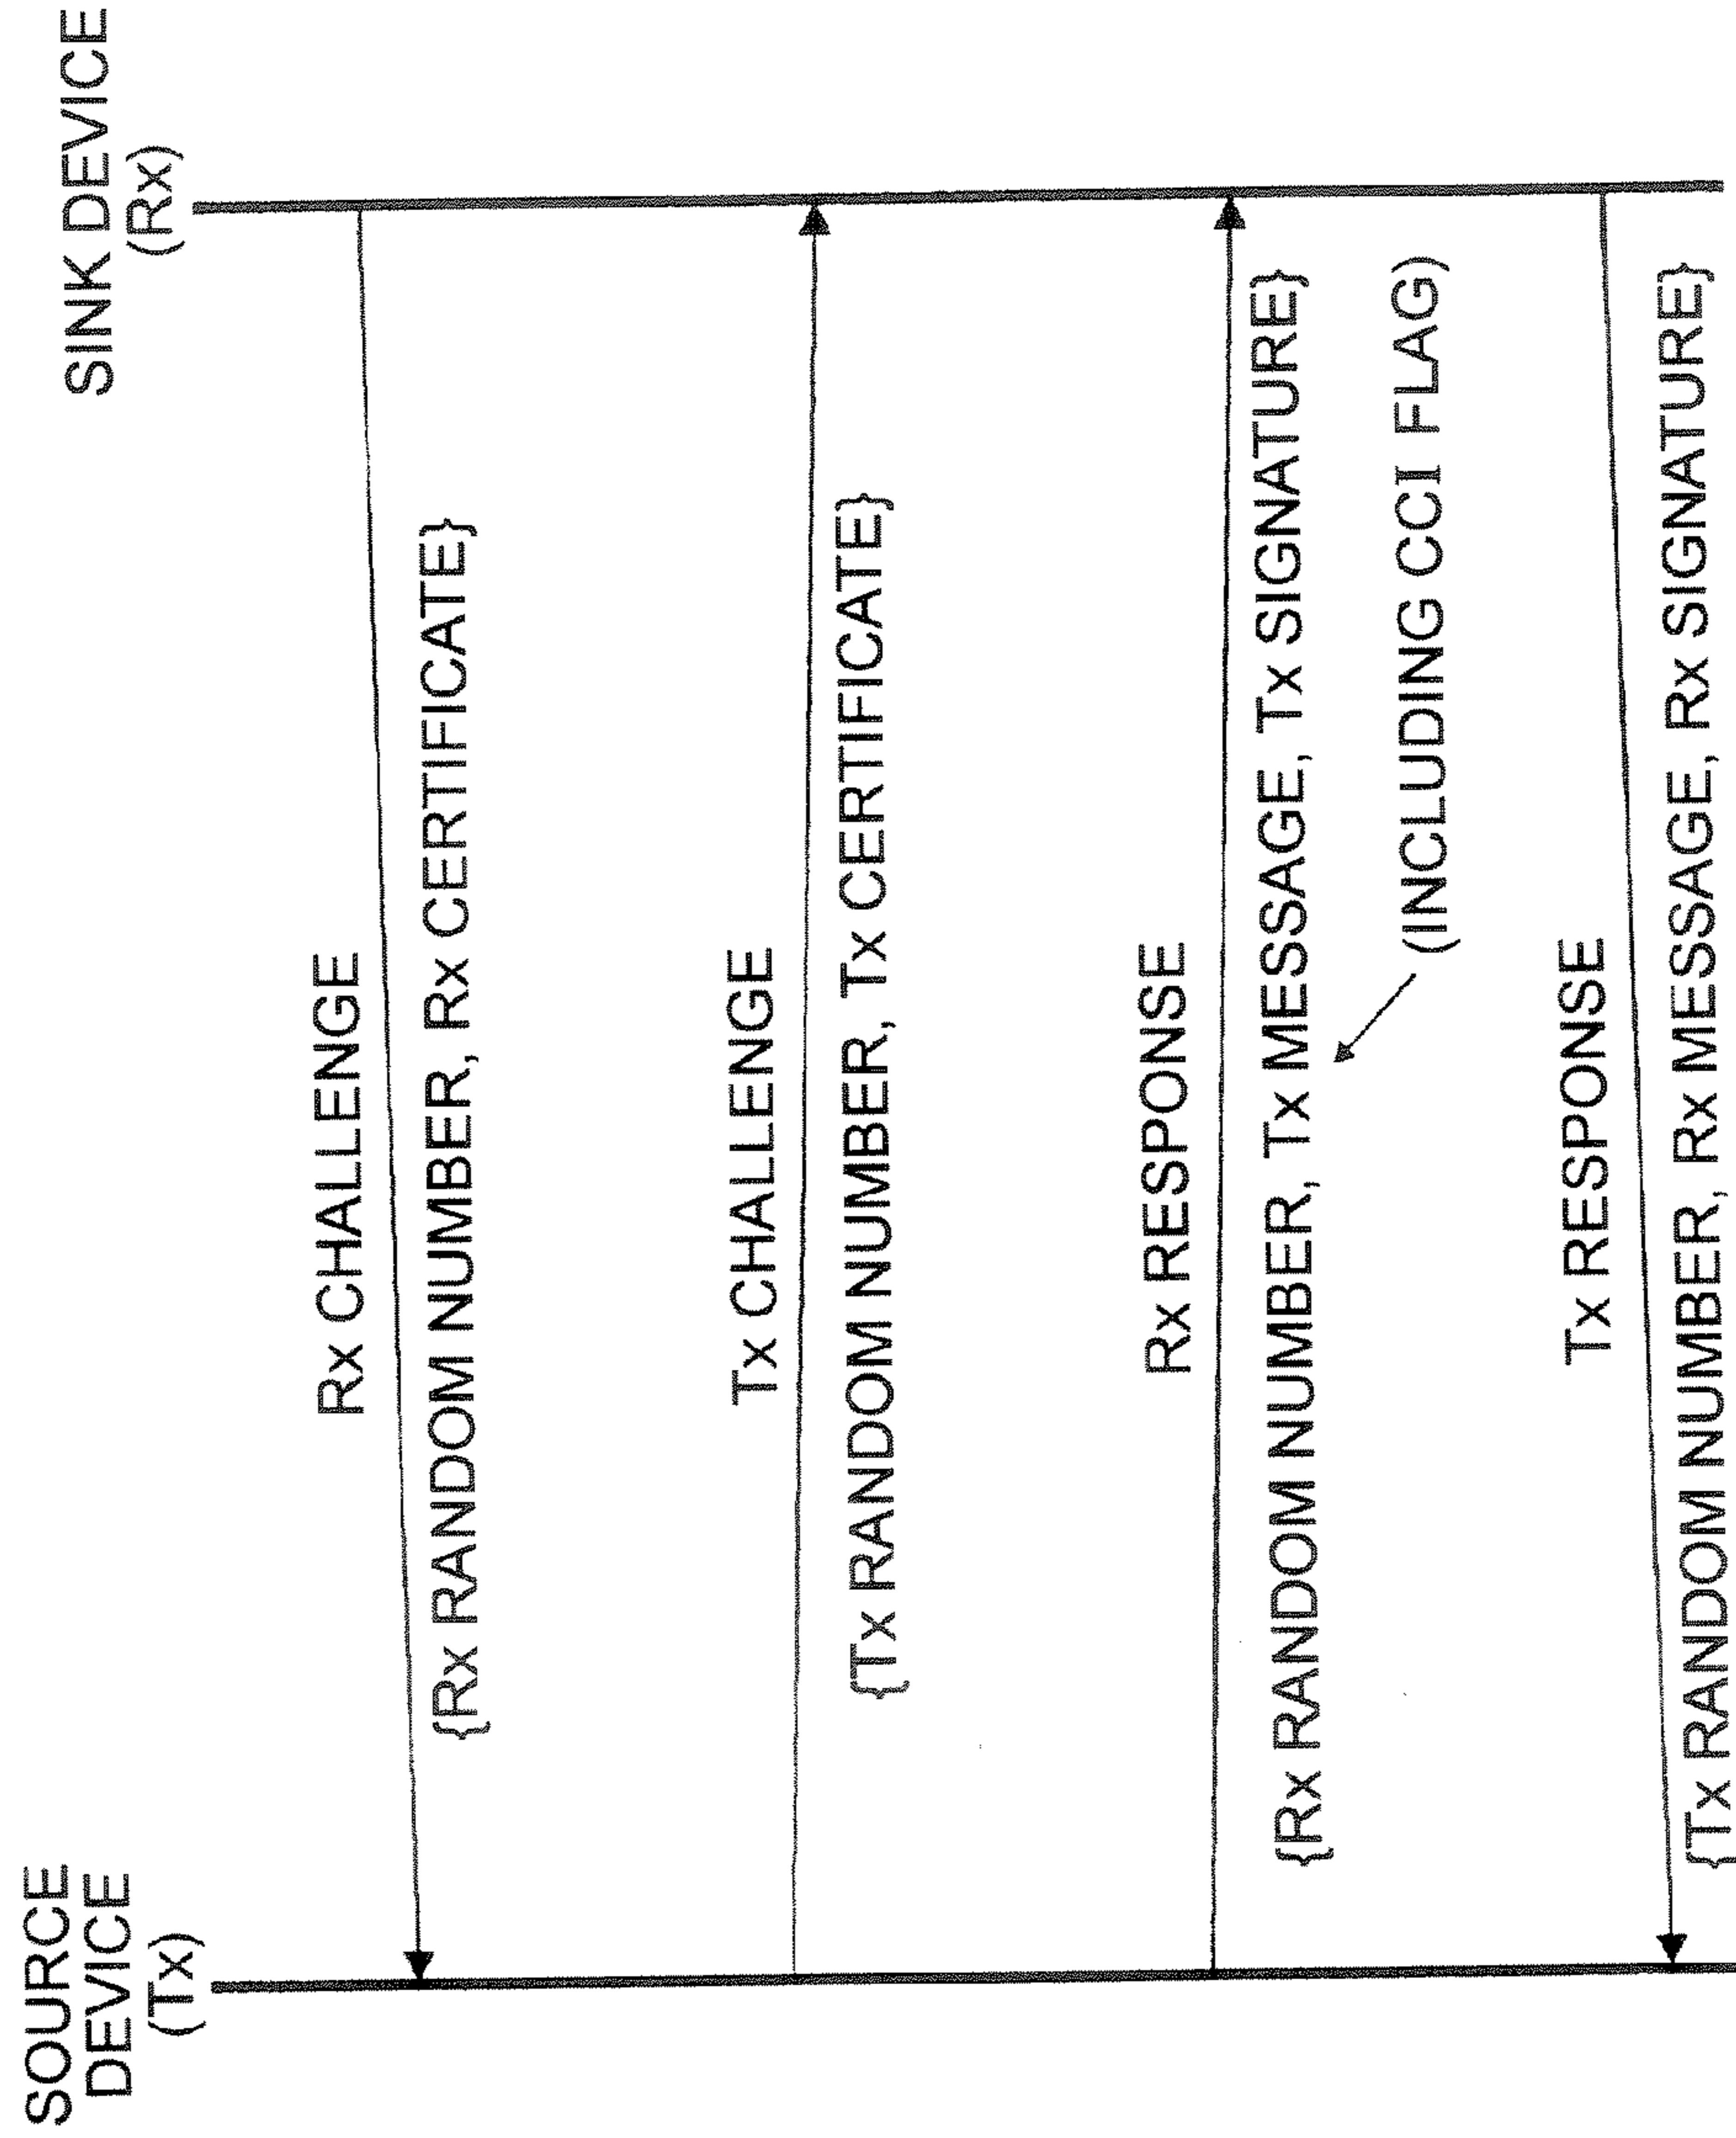 SOURCE
DEVICE
(Tx)
SINK DEVICE
(Rx)
Rx CHALLENGE
{Rx RANDOM NUMBER, Rx CERTIFICATE}
Tx CHALLENGE
{Tx RANDOM NUMBER, Tx CERTIFICATE}
Rx RESPONSE
{Rx RANDOM NUMBER, Tx MESSAGE, Tx SIGNATURE}
(INCLUDING CCI FLAG)
Tx RESPONSE
{Tx RANDOM NUMBER, Rx MESSAGE, Rx SIGNATURE}